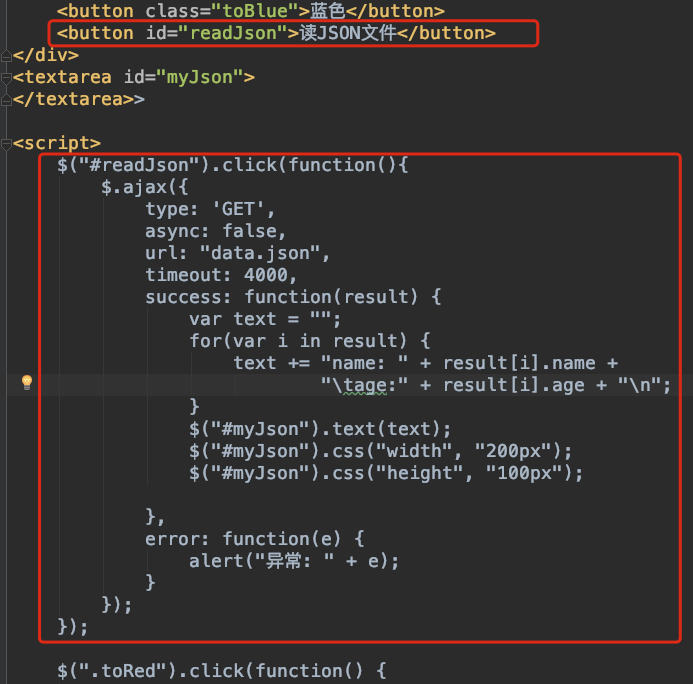 <button class="toBlue">蓝色</button>
<button id="readJson">读JSON文件</button>
</div>
<textarea id="myJson">
</textarea>>
<script>
$("#readJson").click(function(){
$.ajax({
type: 'GET',
async: false,
url: "data.json",
timeout: 4000,
success: function(result) {
var text = "";
for(var i in result) {
text += "name: " + result[i].name +
"\tage:" + result[i].age + "\n";
}
$("#myJson").text(text);
$("#myJson").css("width", "200px");
$("#myJson").css("height", "100px");
},
error: function(e) {
alert("异常: " + e);
}
});
});
$(".toRed").click(function() {